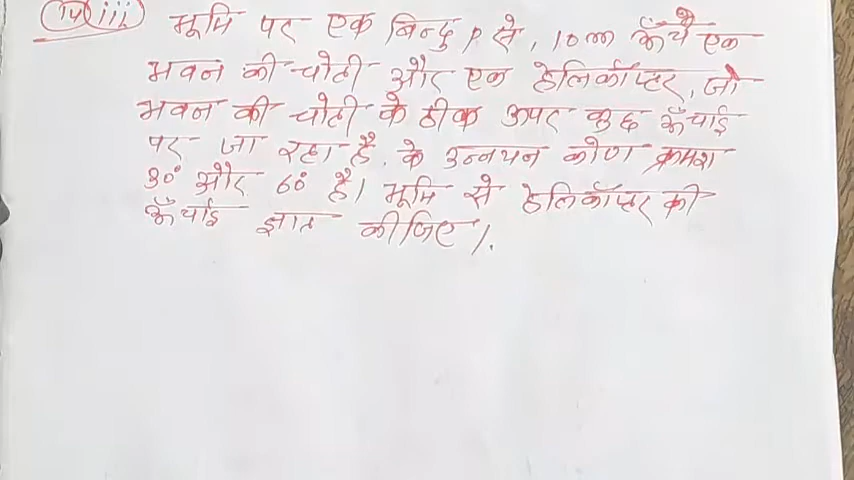 14 iii, भूमि पर एक बिन्दु P से, 10m ऊँचे एक
भवन की चोटी और एक हेलिकॉप्टर, जो
भवन की चोटी के ठीक ऊपर कुछ ऊँचाई
पर जा रहा है. के उन्नयन कोण क्रमश
30° और 60° है। भूमि से हेलिकॉप्टर की
ऊँचाई ज्ञात कीजिए।.